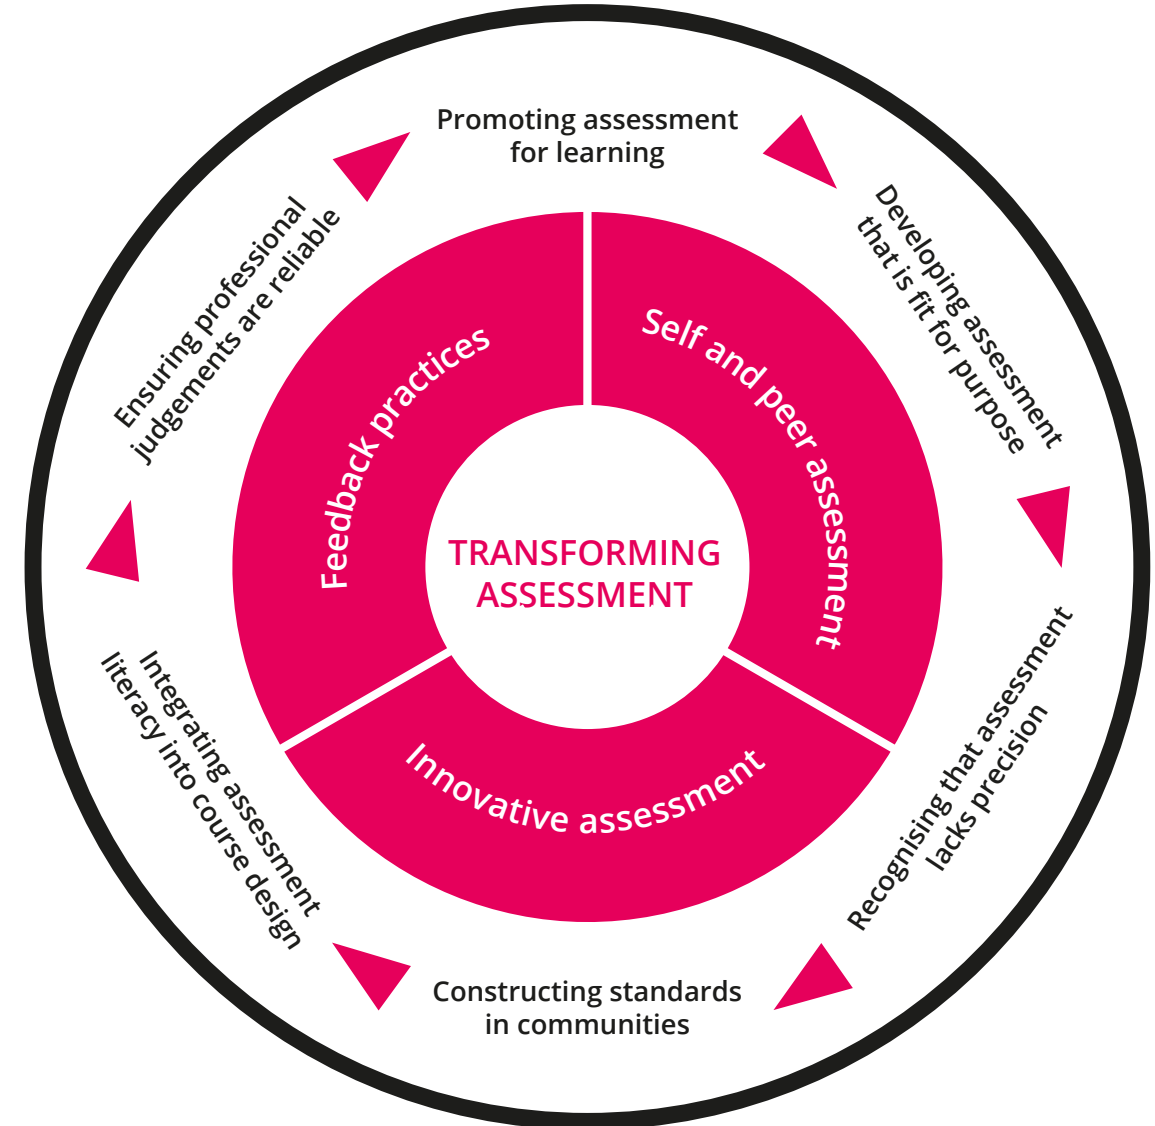 Promoting assessment
for learning
Developing assessment
that is fit for purpose
Recognising that assessment
lacks precision
Constructing standards
in communities
Integrating assessment
literacy into course design
Ensuring professional
judgements are reliable
Self and peer assessment
Innovative assessment
Feedback practices
TRANSFORMING
ASSESSMENT